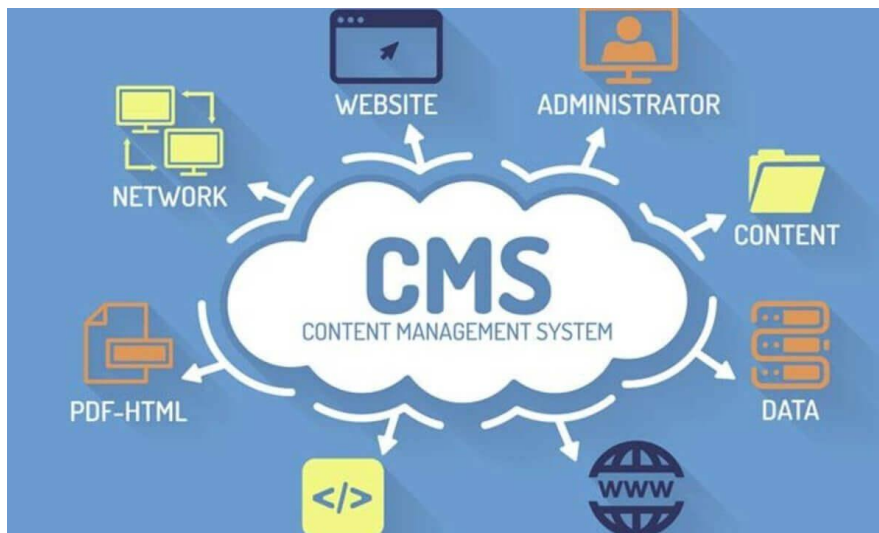 WEBSITE
ADMINISTRATOR
NETWORK
CONTENT
CMS
CONTENT MANAGEMENT SYSTEM
PDF-HTML
DATA
</>
WWW